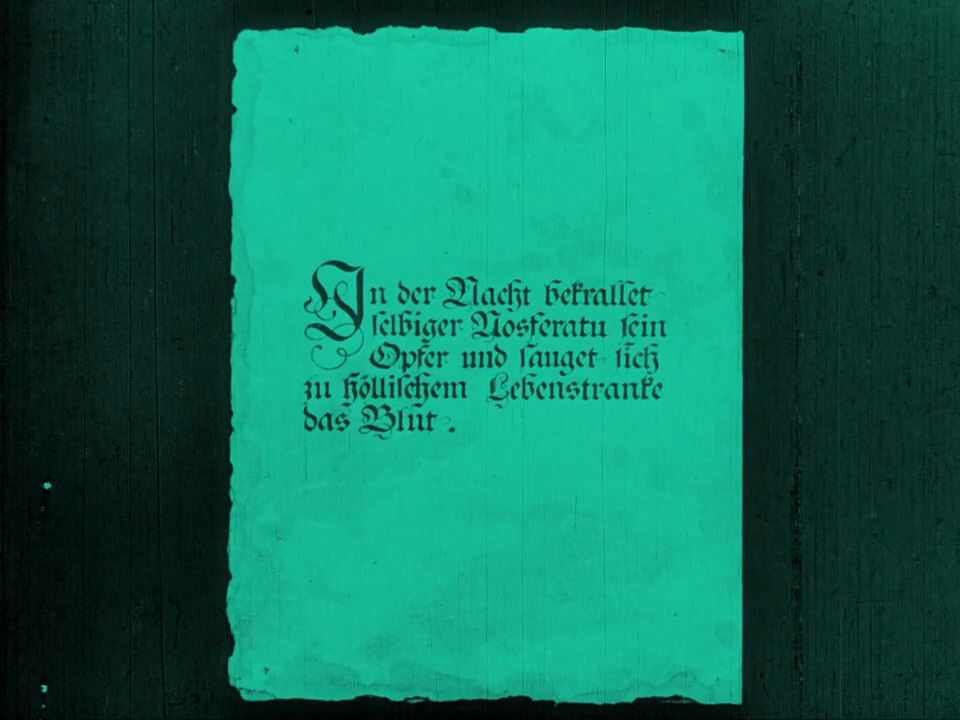 In der Nacht bekrallet
selbiger Nosferatu sein
Opfer und sauget sich
zu höllischem Lebenstranke
das Blut.